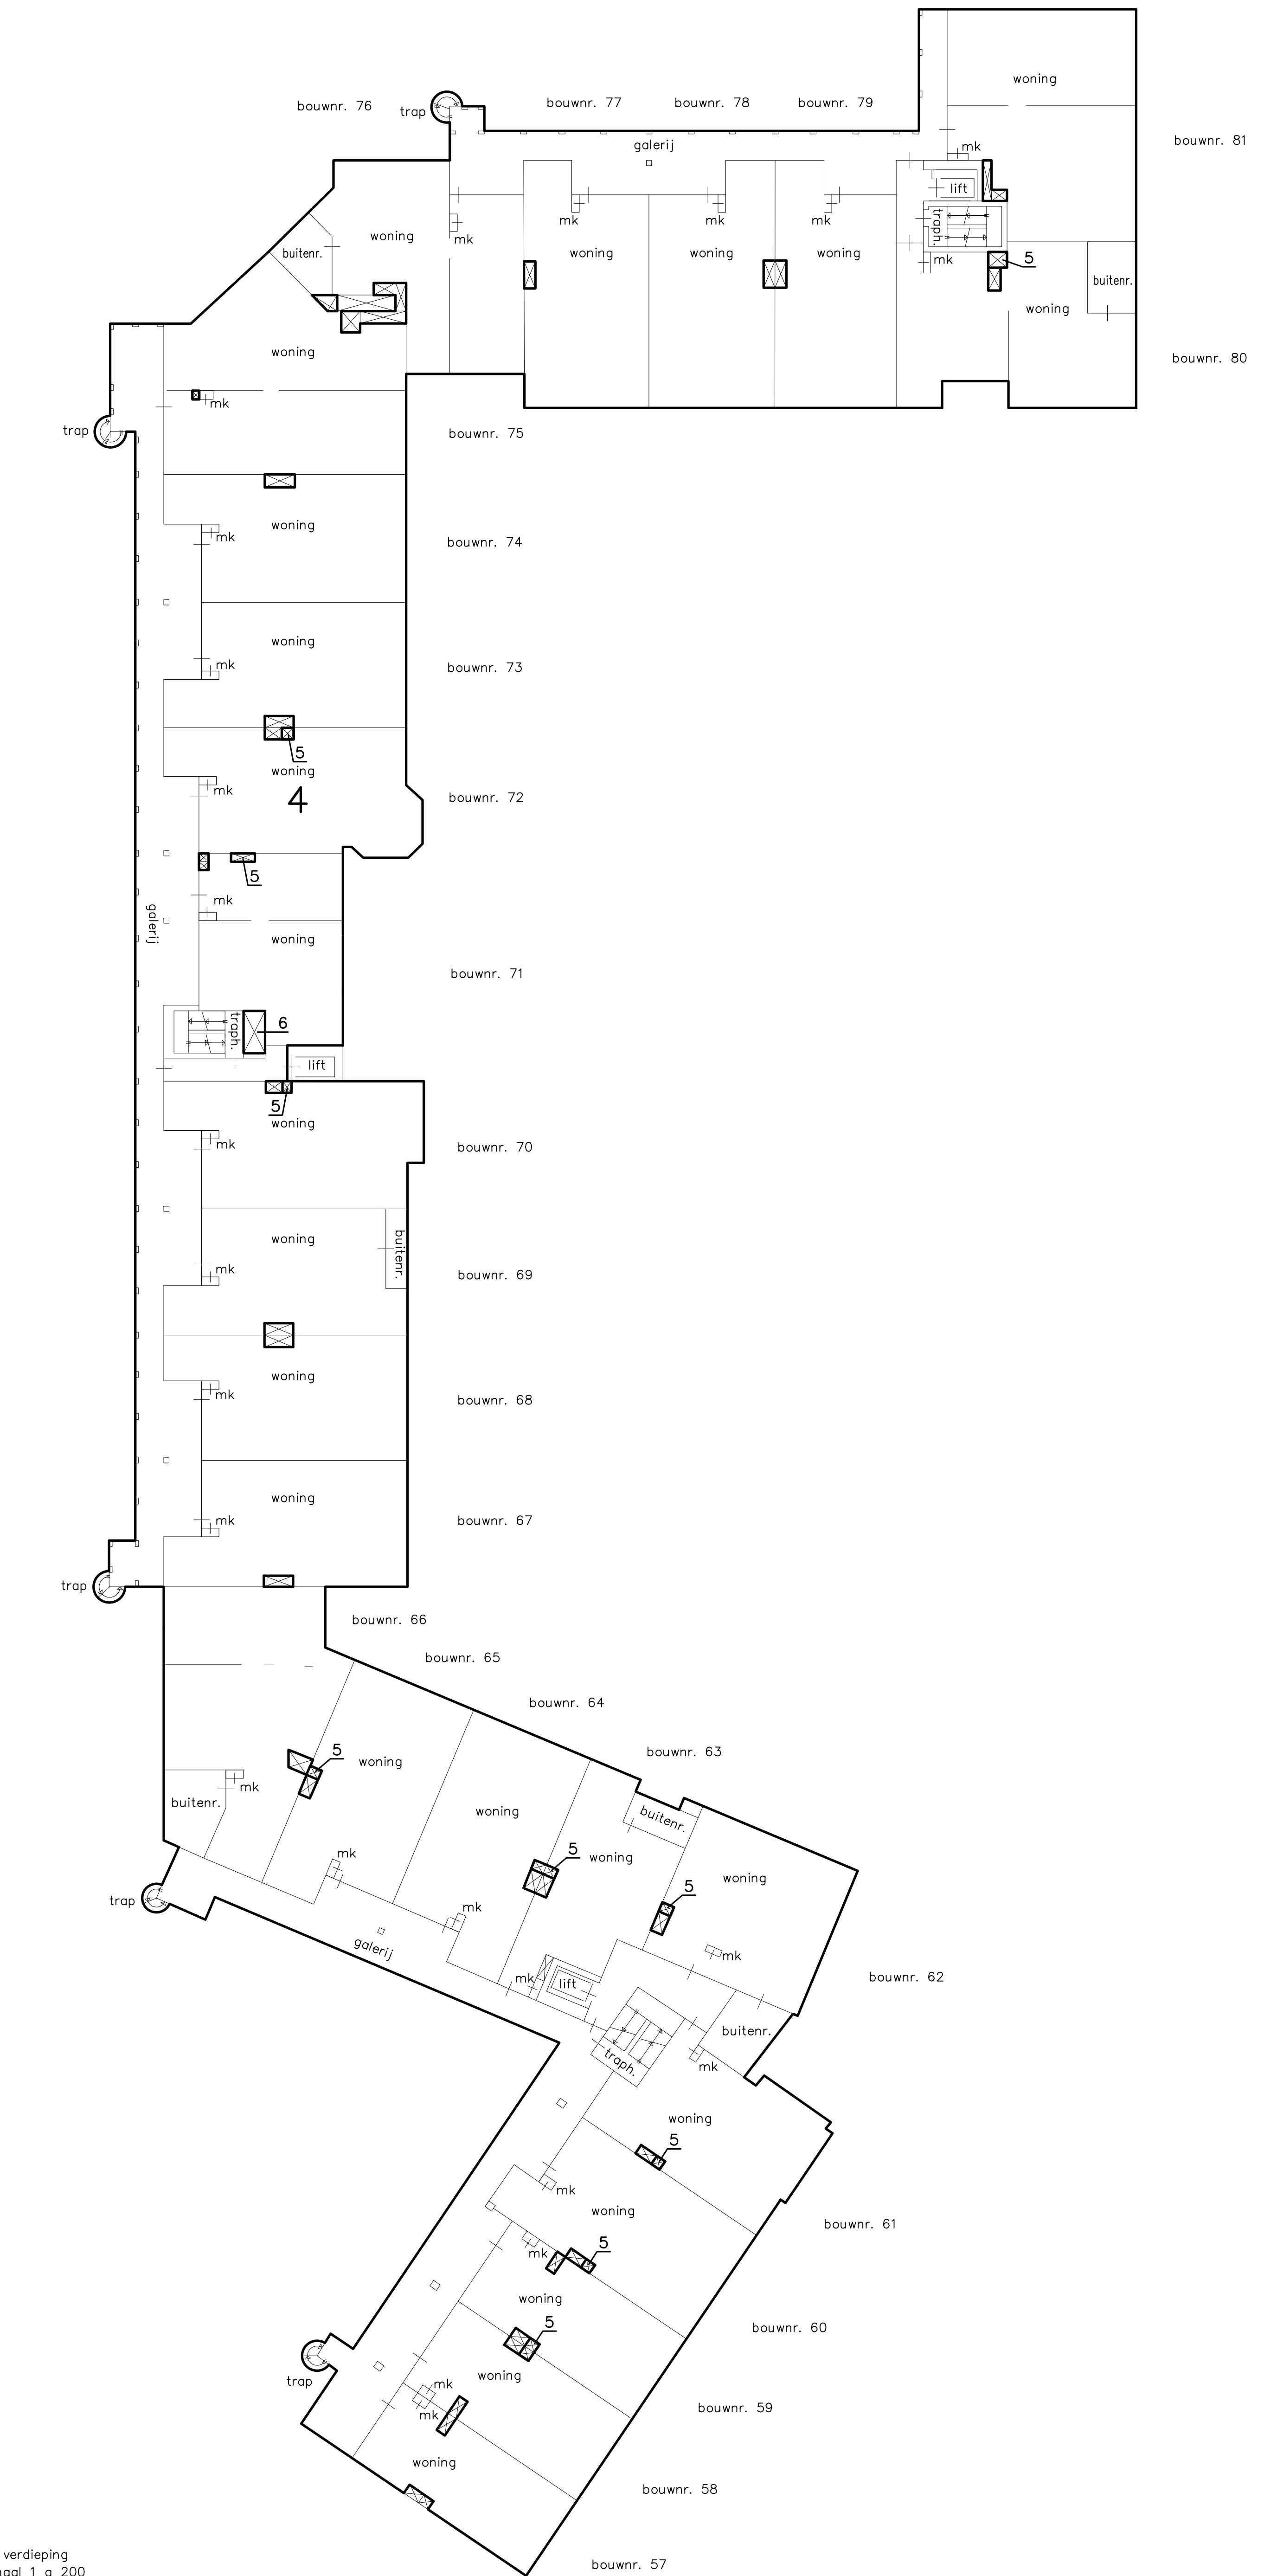 woning
bouwnr. 76
trap
bouwnr. 77
bouwnr. 78
bouwnr. 79
galerij
mk
bouwnr. 81
lift
traph.
mk
mk
mk
mk
mk
woning
buitenr.
woning
woning
woning
5
buitenr.
woning
woning
bouwnr. 80
mk
trap
bouwnr. 75
woning
mk
bouwnr. 74
woning
mk
bouwnr. 73
5
woning
mk
4
bouwnr. 72
5
mk
galerij
woning
bouwnr. 71
traph.
6
lift
5
woning
mk
bouwnr. 70
woning
buitenr.
mk
bouwnr. 69
woning
mk
bouwnr. 68
woning
mk
bouwnr. 67
trap
bouwnr. 66
bouwnr. 65
bouwnr. 64
5
woning
bouwnr. 63
mk
buitenr.
woning
buitenr.
5
woning
mk
woning
5
trap
mk
galerij
mk
mk
lift
bouwnr. 62
buitenr.
traph.
mk
woning
5
mk
woning
bouwnr. 61
mk
5
woning
5
bouwnr. 60
woning
trap
mk
mk
bouwnr. 59
woning
bouwnr. 58
verdieping
bouwnr. 57
1 a 200